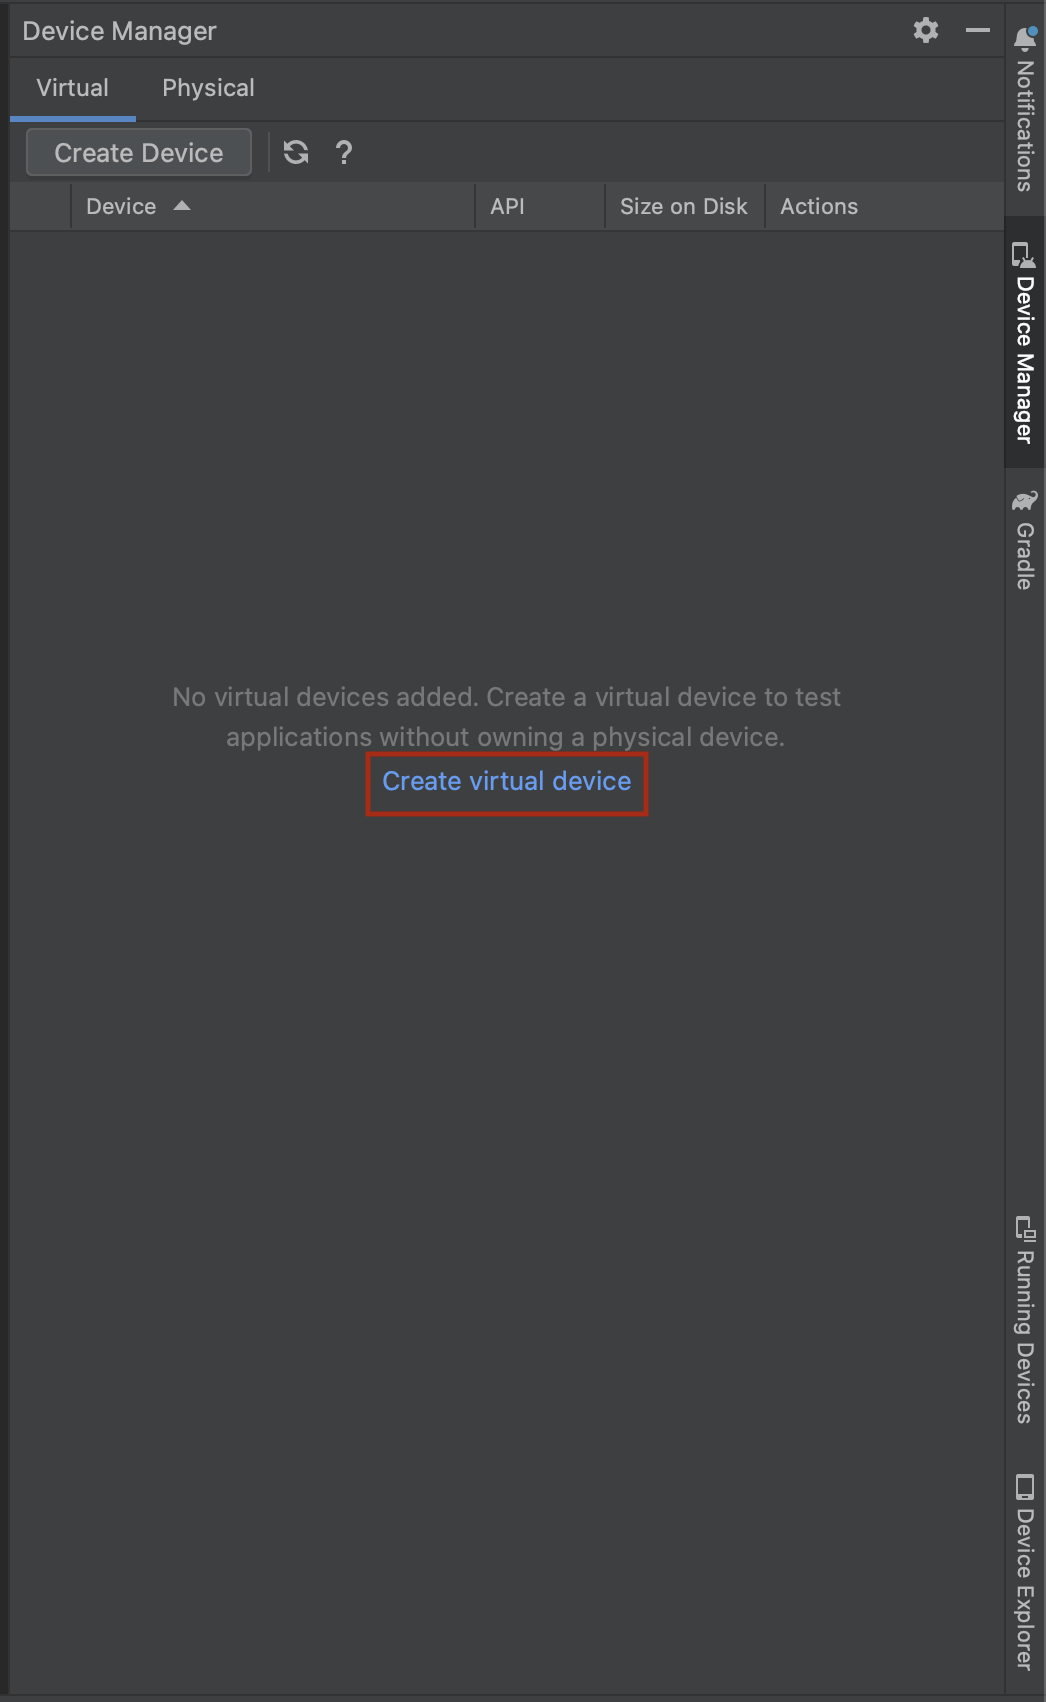 Device Manager
Virtual
Physical
Create Device
?
Device
API
Size on Disk
Actions
No virtual devices added. Create a virtual device to test
applications without owning a physical device.
Create virtual device
Notifications
Device Manager
Gradle
Running Devices
Device Explorer